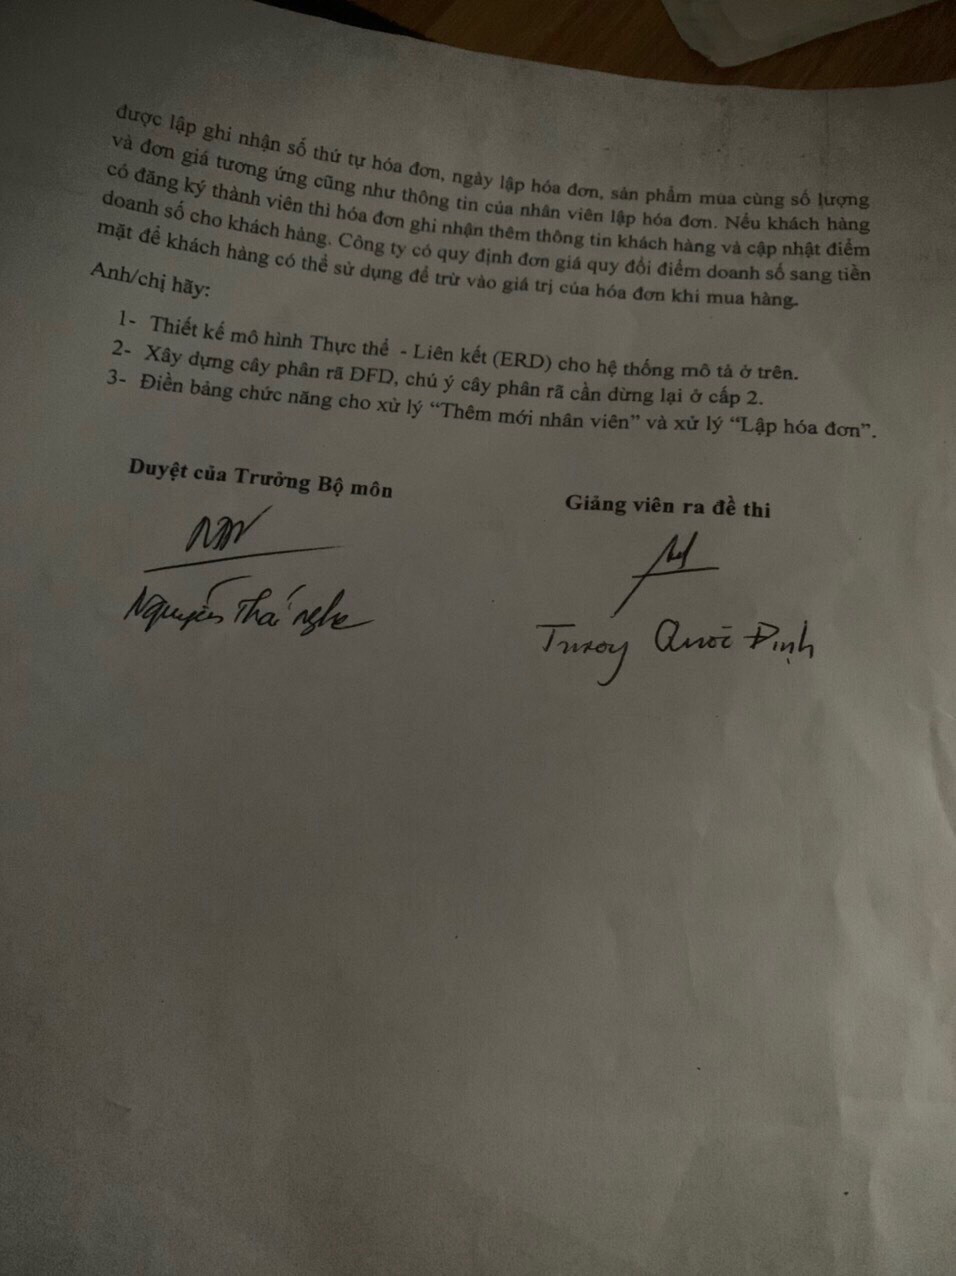 được lập ghi nhận số thứ tự hóa đơn, ngày lập hóa đơn, sản phẩm mua cùng số lượng
và đơn giá tương ứng cũng như thông tin của nhân viên lập hóa đơn. Nếu khách hàng
có đăng ký thành viên thì hóa đơn ghi nhận thêm thông tin khách hàng và cập nhật điểm
doanh số cho khách hàng. Công ty có quy định đơn giá quy đổi điểm doanh số sang tiền
mặt để khách hàng có thể sử dụng để trừ vào giá trị của hóa đơn khi mua hàng.
Anh/chị hãy:
1- Thiết kế mô hình Thực thể - Liên kết (ERD) cho hệ thống mô tả ở trên.
2- Xây dựng cây phân rã DFD, chú ý cây phân rã cần dừng lại ở cấp 2.
3- Điền bảng chức năng cho xử lý “Thêm mới nhân viên” và xử lý “Lập hóa đơn”.
Duyệt của Trưởng Bộ môn
Giảng viên ra đề thi
Nguyễn Thái Nghe
Trương Quốc Định